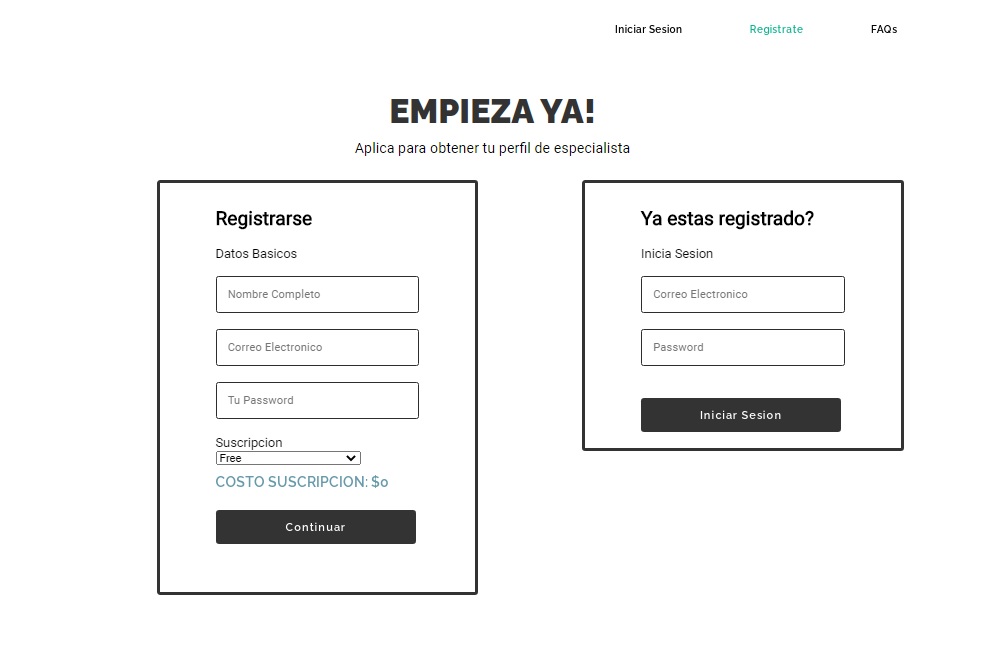 Iniciar Sesion Registrate FAQs
EMPIEZA YA!
Aplica para obtener tu perfil de especialista
Registrarse
Datos Basicos
Nombre Completo
Correo Electronico
Tu Password
Suscripcion
Free
COSTO SUSCRIPCION: $0
Continuar
Ya estas registrado?
Inicia Sesion
Correo Electronico
Password
Iniciar Sesion